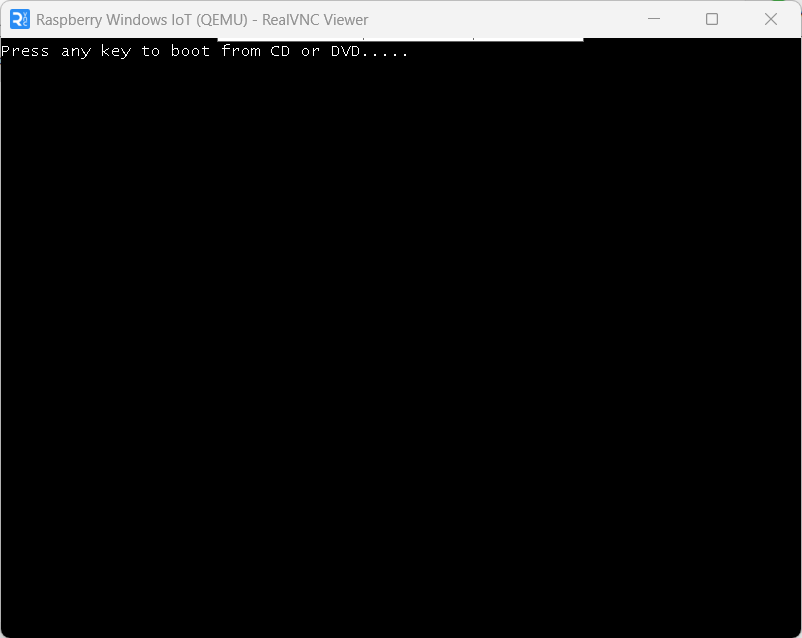 Raspberry Windows IoT (QEMU) - RealVNC Viewer
Press any key to boot from CD or DVD.....